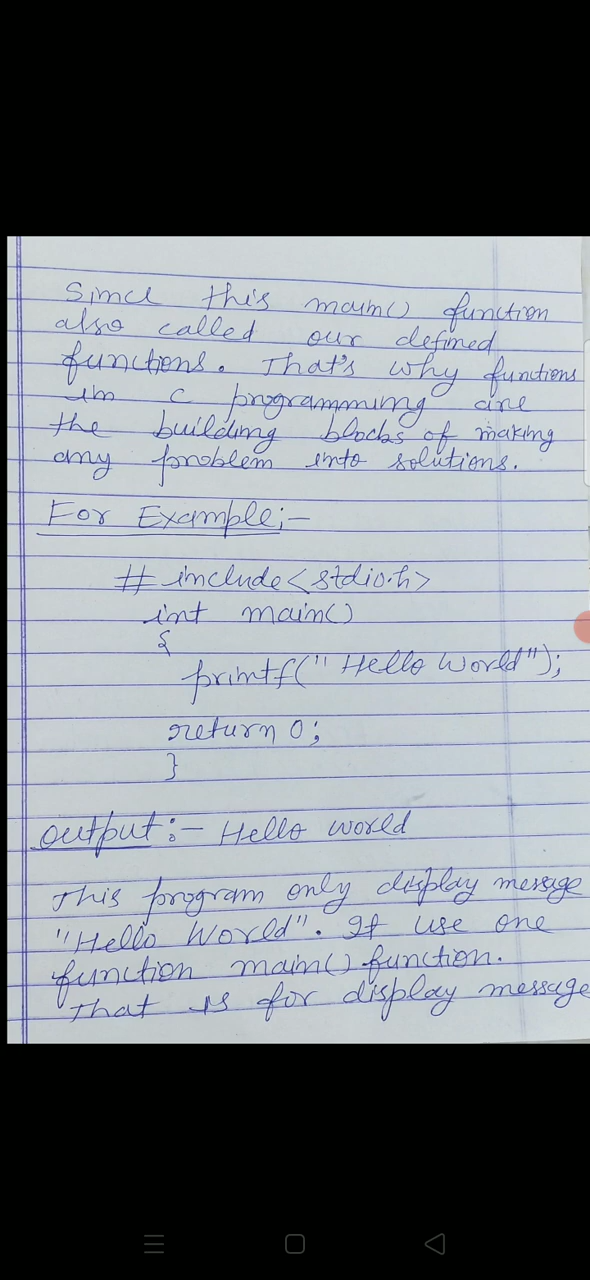 Since this main() function
also called our defined
functions. That's why functions
in c programming are
the building blocks of making
any problem into solutions.
For Example:-
# include<stdio.h>
int main()
{
printf("Hello World");
return 0;
}
output:- Hello world
This program only display message
"Hello World". It use one
function main() function.
That is for display message